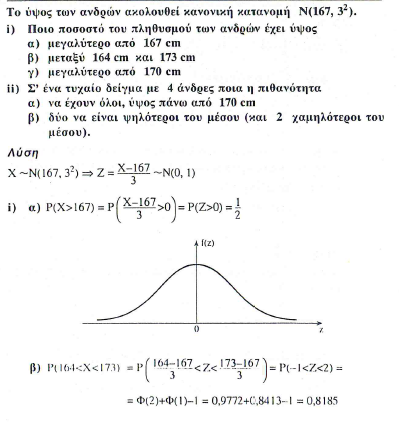 Το ύψος των ανδρών ακολουθεί κανονική κατανομή N(167, 3²).
i) Ποιο ποσοστό του πληθυσμού των ανδρών έχει ύψος
α) μεγαλύτερο από 167 cm
β) μεταξύ 164 cm και 173 cm
γ) μεγαλύτερο από 170 cm
ii) Σ' ένα τυχαίο δείγμα με 4 άνδρες ποια η πιθανότητα
α) να έχουν όλοι, ύψος πάνω από 170 cm
β) δύο να είναι ψηλότεροι του μέσου (και 2 χαμηλότεροι του
μέσου).
Λύση
X ~N(167, 3²) ⇒ Z = (X–167)/3 ~N(0, 1)
i) α) P(X>167) = P((X–167)/3 >0) = P(Z>0) = 1/2
f(z)
0
z
β) P(164<X<173) = P((164–167)/3 <Z< (173–167)/3) = P(–1<Z<2) =
= Φ(2)+Φ(1)–1 = 0,9772+0,8413–1 = 0,8185